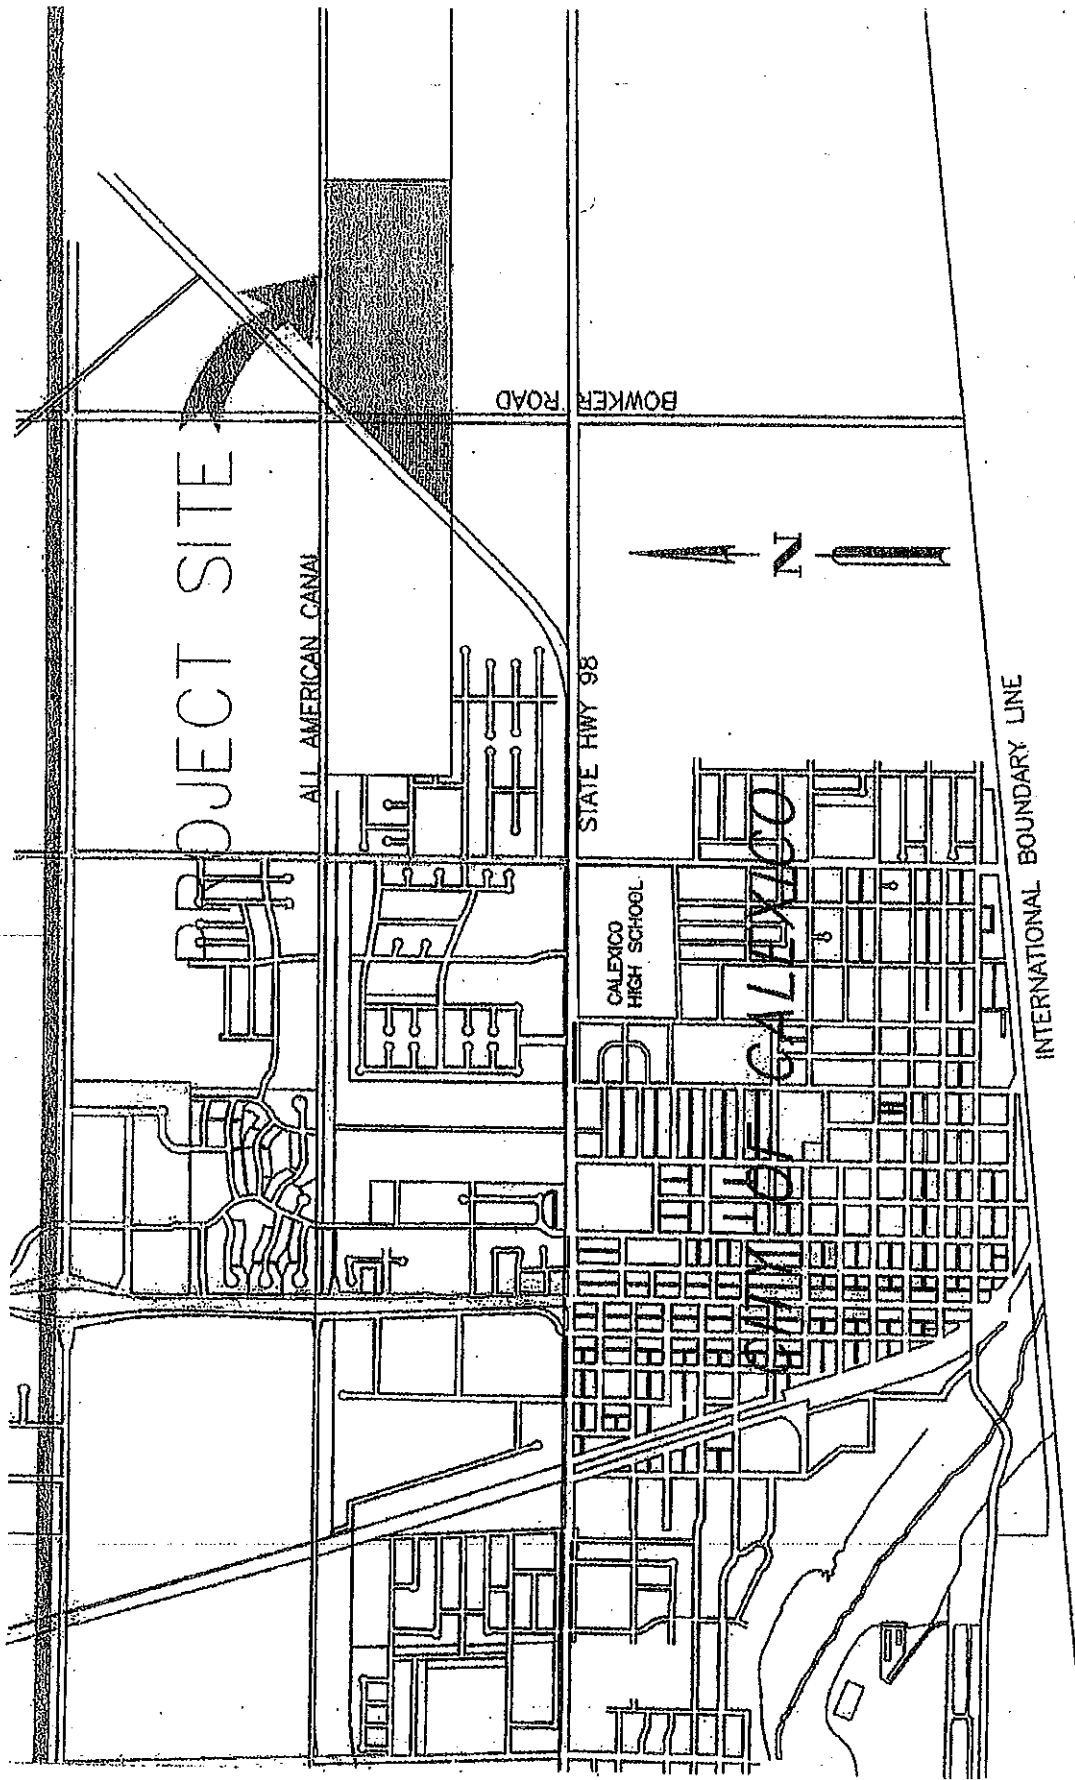 PROJECT SITE
ALL AMERICAN CANAL
BOWKER ROAD
N
STATE HWY 98
CALEXICO
HIGH SCHOOL
CITY OF CALEXICO
INTERNATIONAL BOUNDARY LINE